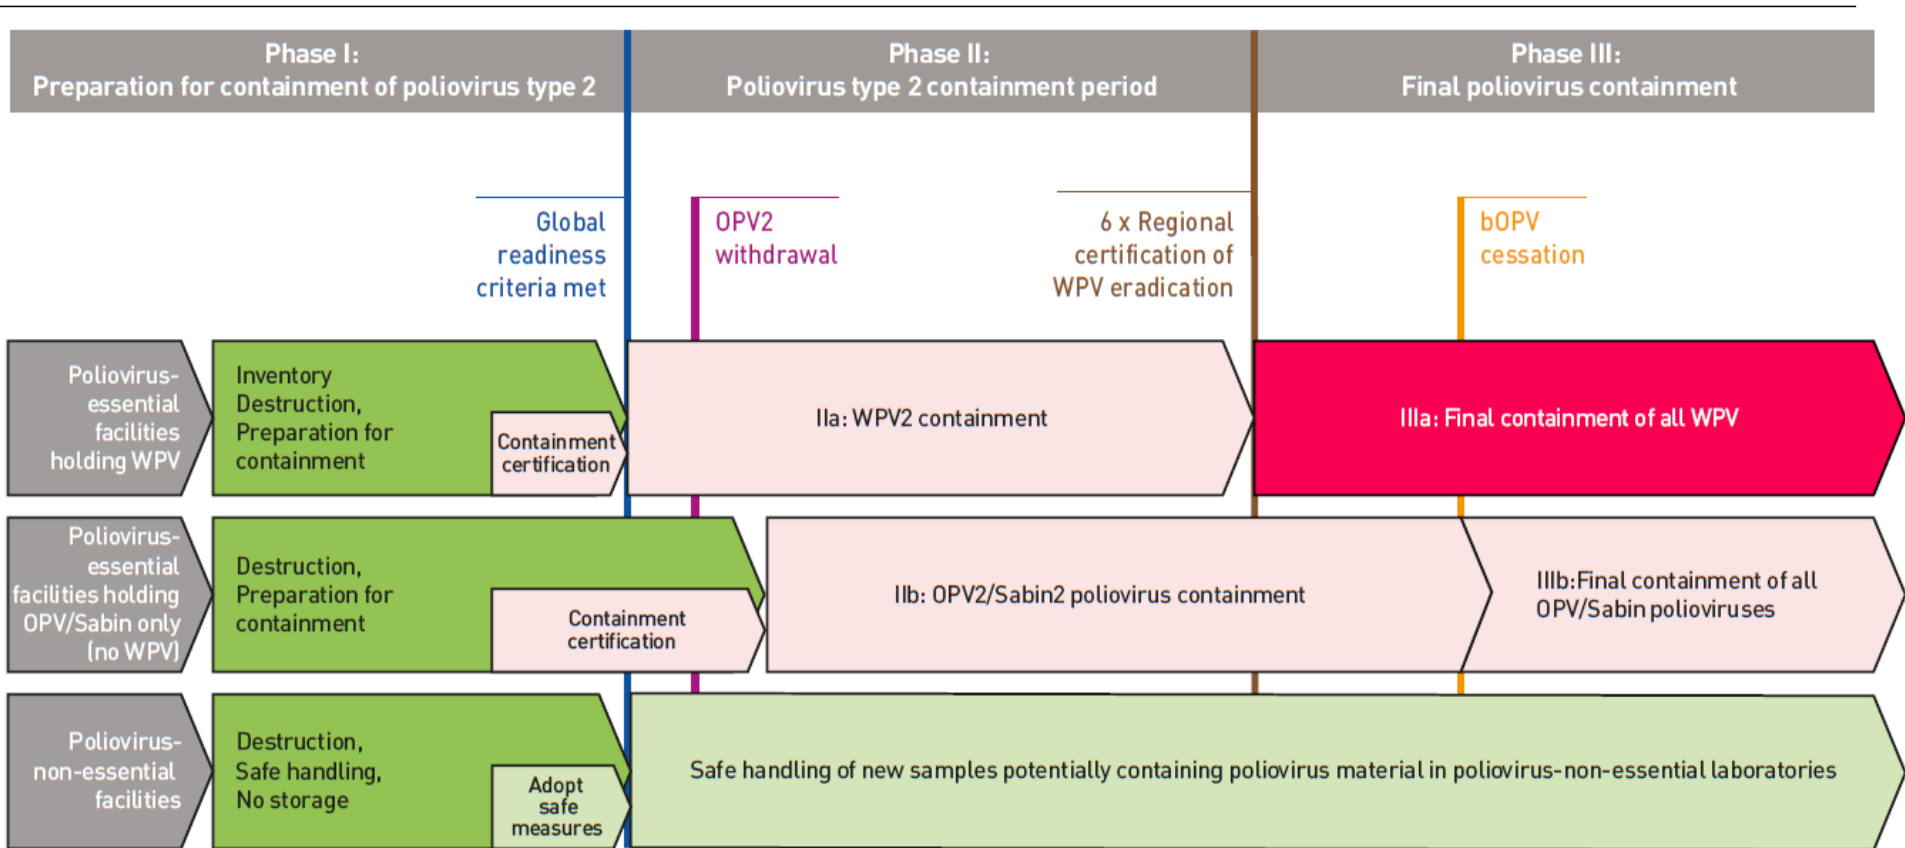 Phase I:
Preparation for containment of poliovirus type 2
Phase II:
Poliovirus type 2 containment period
Phase III:
Final poliovirus containment
Global
readiness
criteria met
OPV2
withdrawal
6 x Regional
certification of
WPV eradication
bOPV
cessation
Poliovirus-
essential
facilities
holding WPV
Inventory
Destruction,
Preparation for
containment
Containment
certification
IIa: WPV2 containment
IIIa: Final containment of all WPV
Poliovirus-
essential
facilities holding
OPV/Sabin only
(no WPV)
Destruction,
Preparation for
containment
Containment
certification
IIb: OPV2/Sabin2 poliovirus containment
IIIb:Final containment of all
OPV/Sabin polioviruses
Poliovirus-
non-essential
facilities
Destruction,
Safe handling,
No storage
Adopt
safe
measures
Safe handling of new samples potentially containing poliovirus material in poliovirus-non-essential laboratories